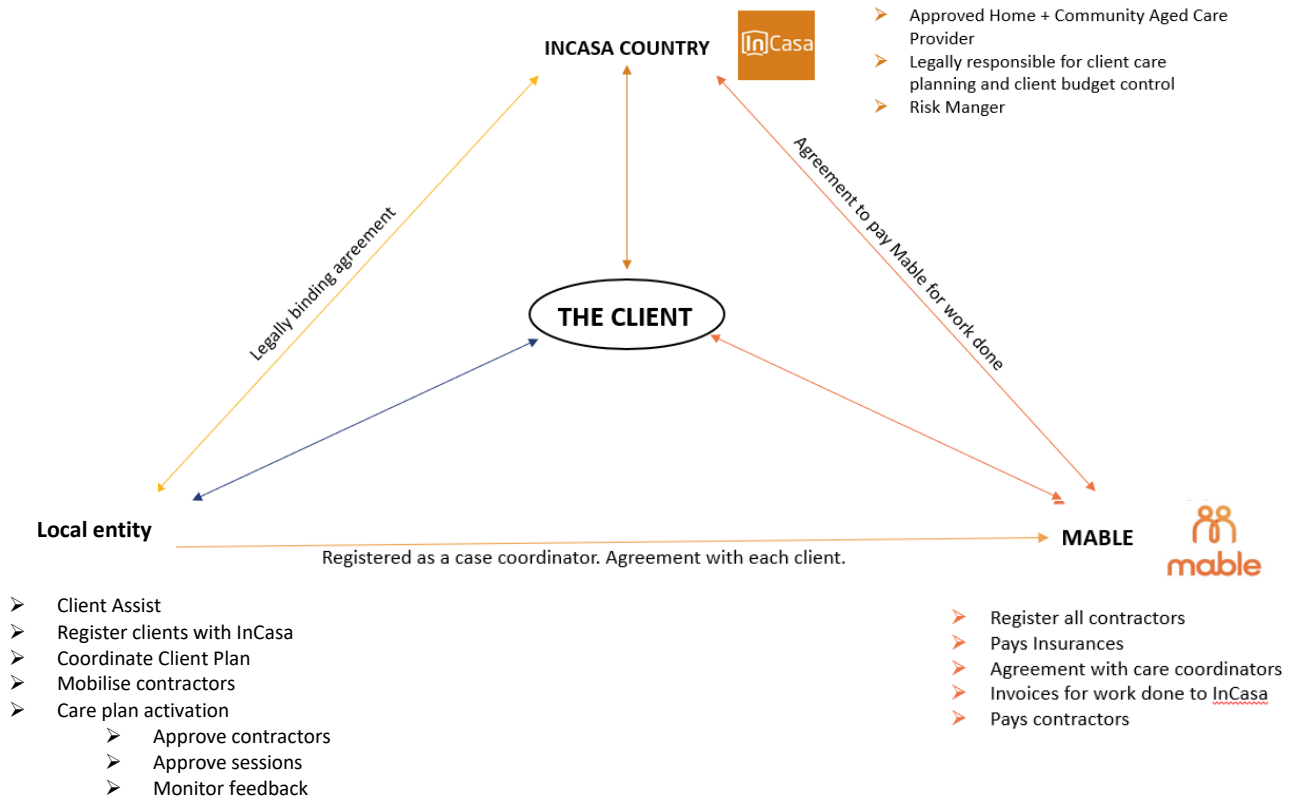 INCASA COUNTRY
[In]Casa
➢ Approved Home + Community Aged Care
Provider
➢ Legally responsible for client care
planning and client budget control
➢ Risk Manger
Legally binding agreement
Agreement to pay Mable for work done
THE CLIENT
Local entity
Registered as a case coordinator. Agreement with each client.
MABLE
mable
➢ Client Assist
➢ Register clients with InCasa
➢ Coordinate Client Plan
➢ Mobilise contractors
➢ Care plan activation
➢ Approve contractors
➢ Approve sessions
➢ Monitor feedback
➢ Register all contractors
➢ Pays Insurances
➢ Agreement with care coordinators
➢ Invoices for work done to InCasa
➢ Pays contractors